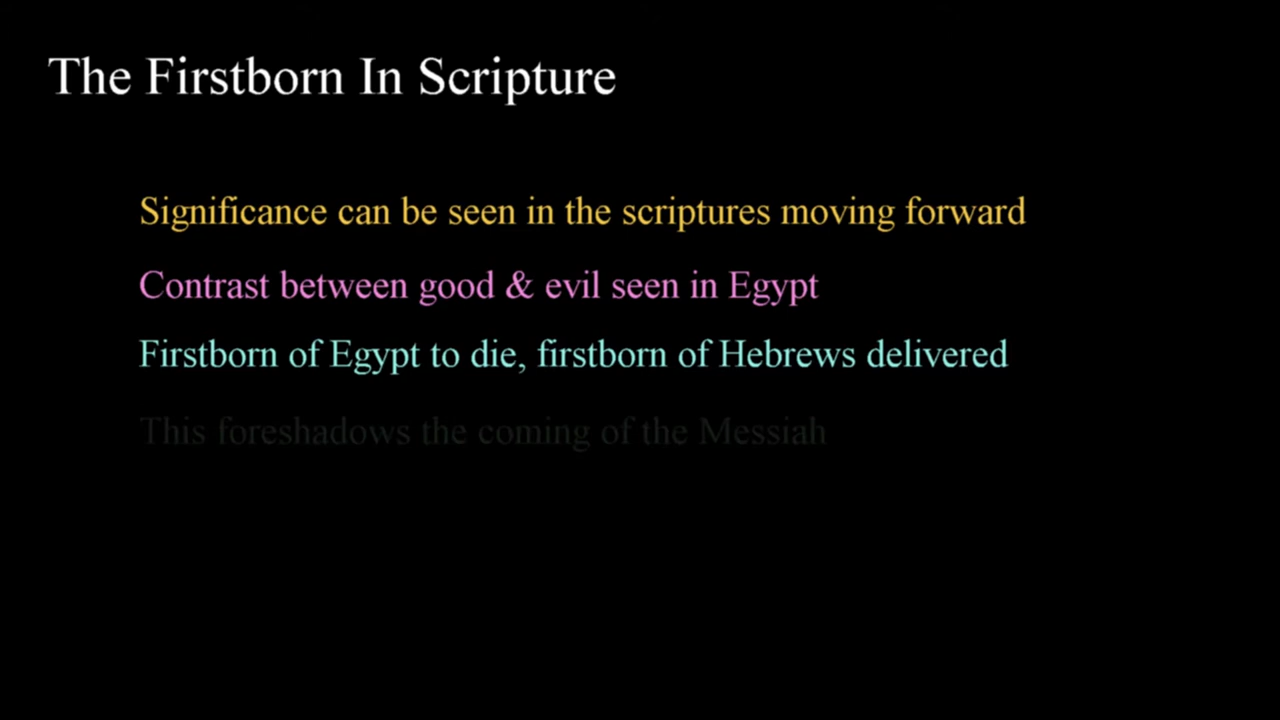 The Firstborn In Scripture
Significance can be seen in the scriptures moving forward
Contrast between good & evil seen in Egypt
Firstborn of Egypt to die, firstborn of Hebrews delivered
This foreshadows the coming of the Messiah